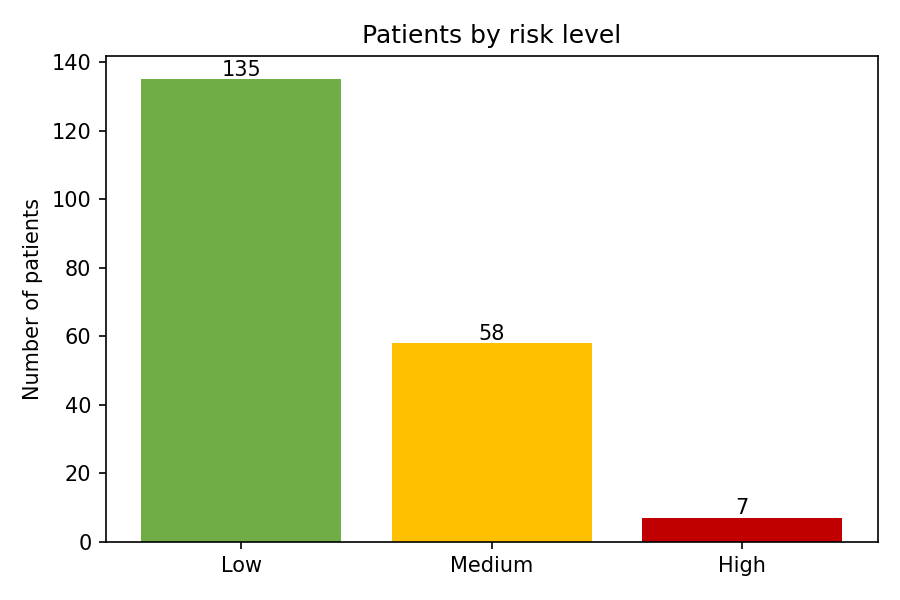 Patients by risk level
Number of patients
140
120
100
80
60
40
20
0
135
58
7
Low
Medium
High